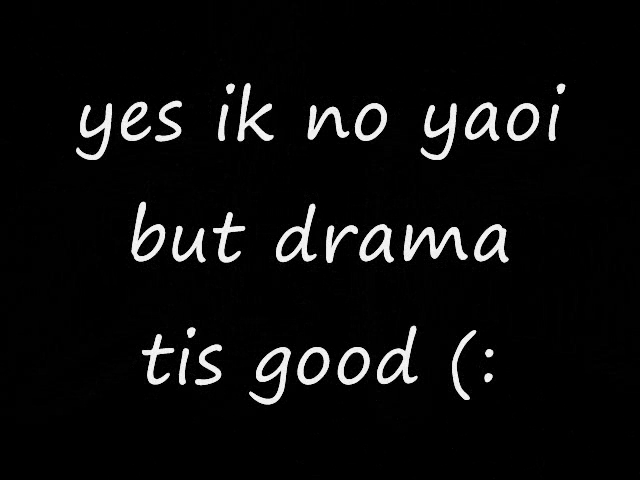 yes ik no yaoi
but drama
tis good (: